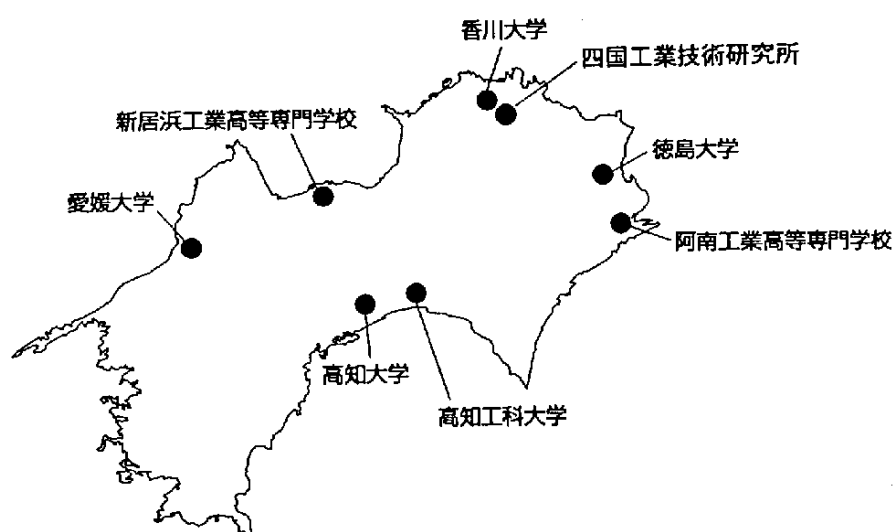 香川大学
四国工業技術研究所
新居浜工業高等専門学校
徳島大学
愛媛大学
阿南工業高等専門学校
高知大学
高知工科大学